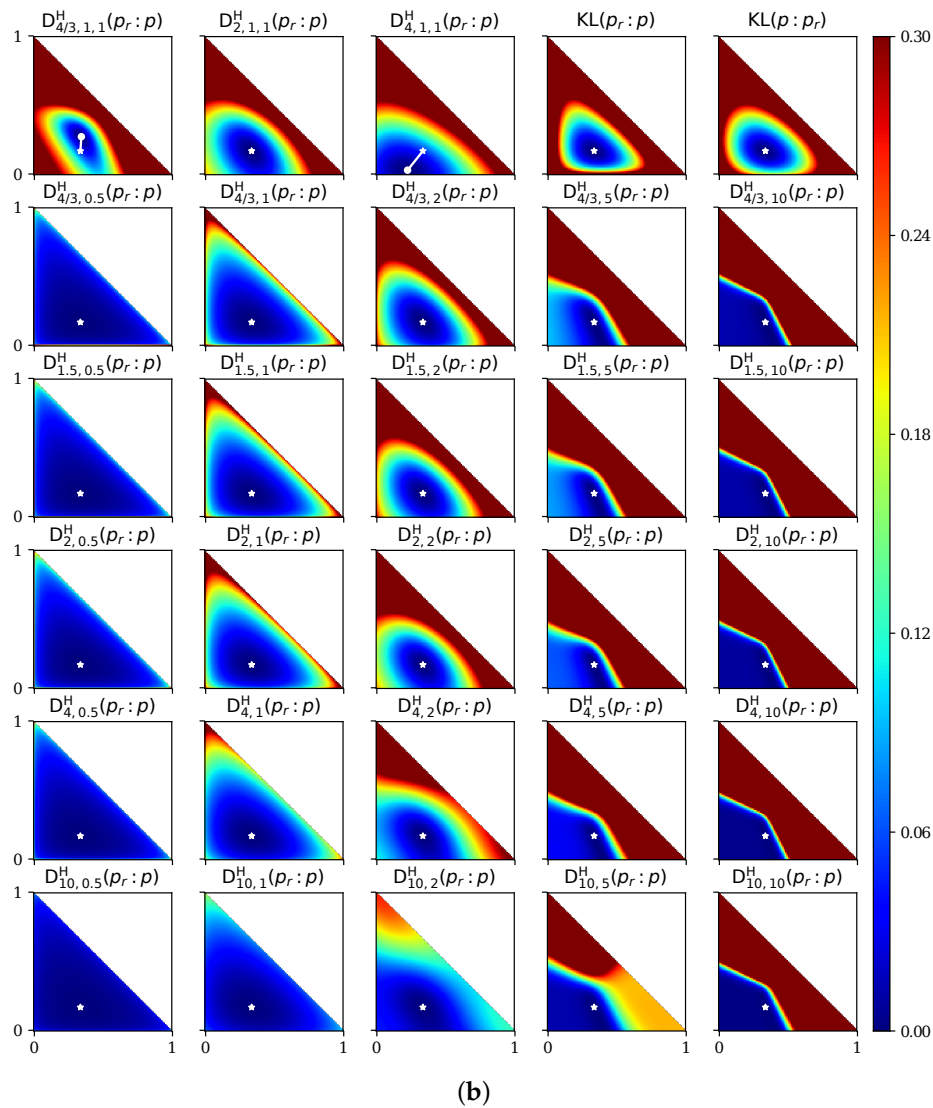 D^H_{4/3,1,1}(p_r : p) D^H_{2,1,1}(p_r : p) D^H_{4,1,1}(p_r : p) KL(p_r : p) KL(p : p_r)
1 0.30
0
D^H_{4/3,0.5}(p_r : p) D^H_{4/3,1}(p_r : p) D^H_{4/3,2}(p_r : p) D^H_{4/3,5}(p_r : p) D^H_{4/3,10}(p_r : p)
1
0.24
0
D^H_{1.5,0.5}(p_r : p) D^H_{1.5,1}(p_r : p) D^H_{1.5,2}(p_r : p) D^H_{1.5,5}(p_r : p) D^H_{1.5,10}(p_r : p)
1
0.18
0
D^H_{2,0.5}(p_r : p) D^H_{2,1}(p_r : p) D^H_{2,2}(p_r : p) D^H_{2,5}(p_r : p) D^H_{2,10}(p_r : p)
1
0.12
0
D^H_{4,0.5}(p_r : p) D^H_{4,1}(p_r : p) D^H_{4,2}(p_r : p) D^H_{4,5}(p_r : p) D^H_{4,10}(p_r : p)
1
0.06
0
D^H_{10,0.5}(p_r : p) D^H_{10,1}(p_r : p) D^H_{10,2}(p_r : p) D^H_{10,5}(p_r : p) D^H_{10,10}(p_r : p)
1
0 0.00
0 1 0 1 0 1 0 1 0 1
(b)